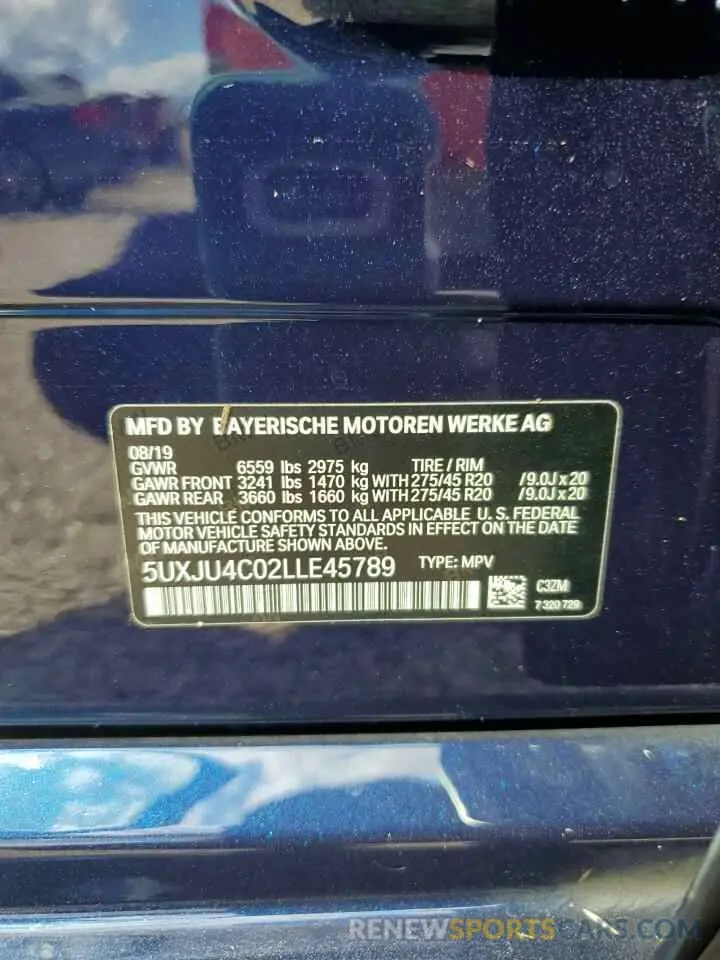 MFD BY BAYERISCHE MOTOREN WERKE AG
08/19
GVWR 6559 lbs 2975 kg TIRE / RIM
GAWR FRONT 3241 lbs 1470 kg WITH 275/45 R20 /9.0J x 20
GAWR REAR 3660 lbs 1660 kg WITH 275/45 R20 /9.0J x 20
THIS VEHICLE CONFORMS TO ALL APPLICABLE U. S. FEDERAL
MOTOR VEHICLE SAFETY STANDARDS IN EFFECT ON THE DATE
OF MANUFACTURE SHOWN ABOVE.
5UXJU4C02LLE45789 TYPE: MPV
C3ZM
7 320 729
RENEWSPORTSCAR.COM